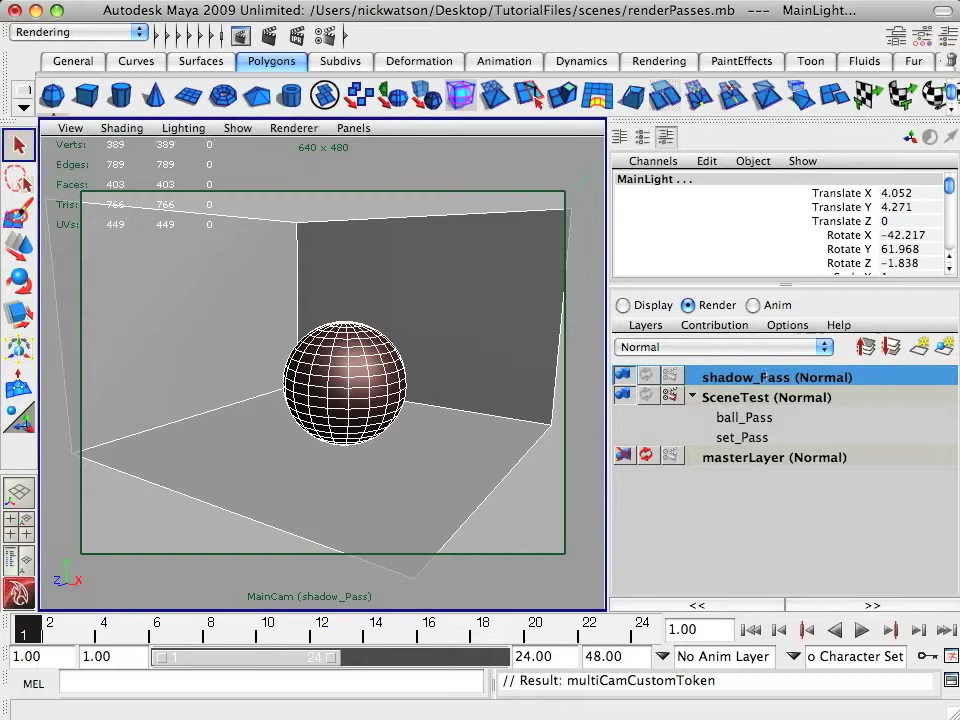 Autodesk Maya 2009 Unlimited: /Users/nickwatson/Desktop/TutorialFiles/scenes/renderPasses.mb --- MainLight...
Rendering
IPR
General Curves Surfaces Polygons Subdivs Deformation Animation Dynamics Rendering PaintEffects Toon Fluids Fur
View Shading Lighting Show Renderer Panels
Verts: 389 389 0
Edges: 789 789 0
Faces: 403 403 0
Tris: 766 766 0
UVs: 449 449 0
640 x 480
MainCam (shadow_Pass)
Channels Edit Object Show
MainLight ...
Translate X 4.052
Translate Y 4.271
Translate Z 0
Rotate X -42.217
Rotate Y 61.968
Rotate Z -1.838
Display Render Anim
Layers Contribution Options Help
Normal
shadow_Pass (Normal)
SceneTest (Normal)
ball_Pass
set_Pass
masterLayer (Normal)
<< >>
1 2 4 6 8 10 12 14 16 18 20 22 24
1.00
1.00 1.00 1 24 24.00 48.00 No Anim Layer o Character Set
MEL // Result: multiCamCustomToken